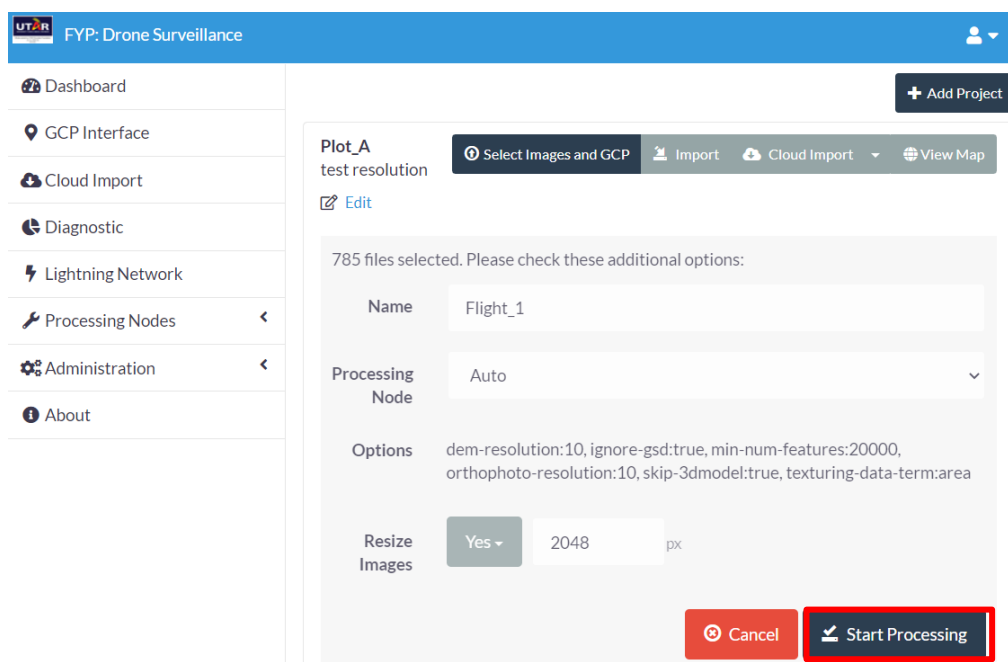 UTAR
FYP: Drone Surveillance
Dashboard
GCP Interface
Cloud Import
Diagnostic
Lightning Network
Processing Nodes
Administration
About
Add Project
Plot_A
test resolution
Select Images and GCP
Import
Cloud Import
View Map
Edit
785 files selected. Please check these additional options:
Name
Flight_1
Processing
Node
Auto
Options
dem-resolution:10, ignore-gsd:true, min-num-features:20000,
orthophoto-resolution:10, skip-3dmodel:true, texturing-data-term:area
Resize
Images
Yes
2048
px
Cancel
Start Processing